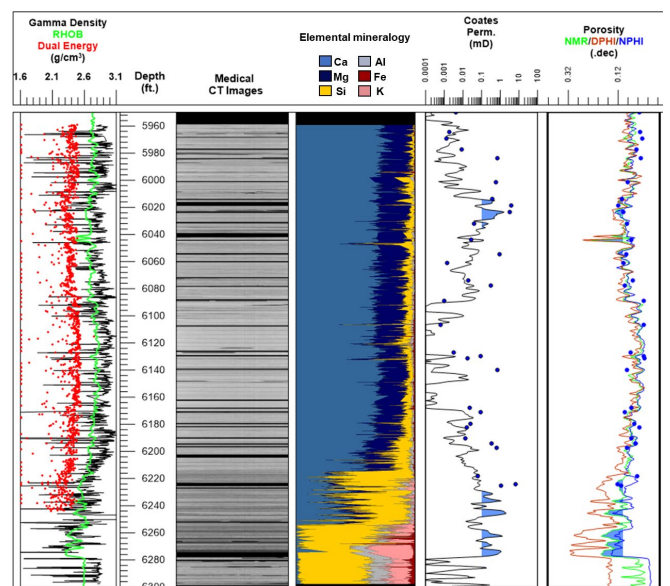 Gamma Density
RHOB
Dual Energy
(g/cm³)
1.6 2.1 2.6 3.1
Depth
(ft.)
Medical
CT Images
Elemental mineralogy
Ca Al
Mg Fe
Si K
Coates
Perm.
(mD)
0.0001 0.001 0.01 0.1 1 10 100
Porosity
NMR/DPHI/NPHI
(.dec)
0.32 0.12
5960
5980
6000
6020
6040
6060
6080
6100
6120
6140
6160
6180
6200
6220
6240
6260
6280